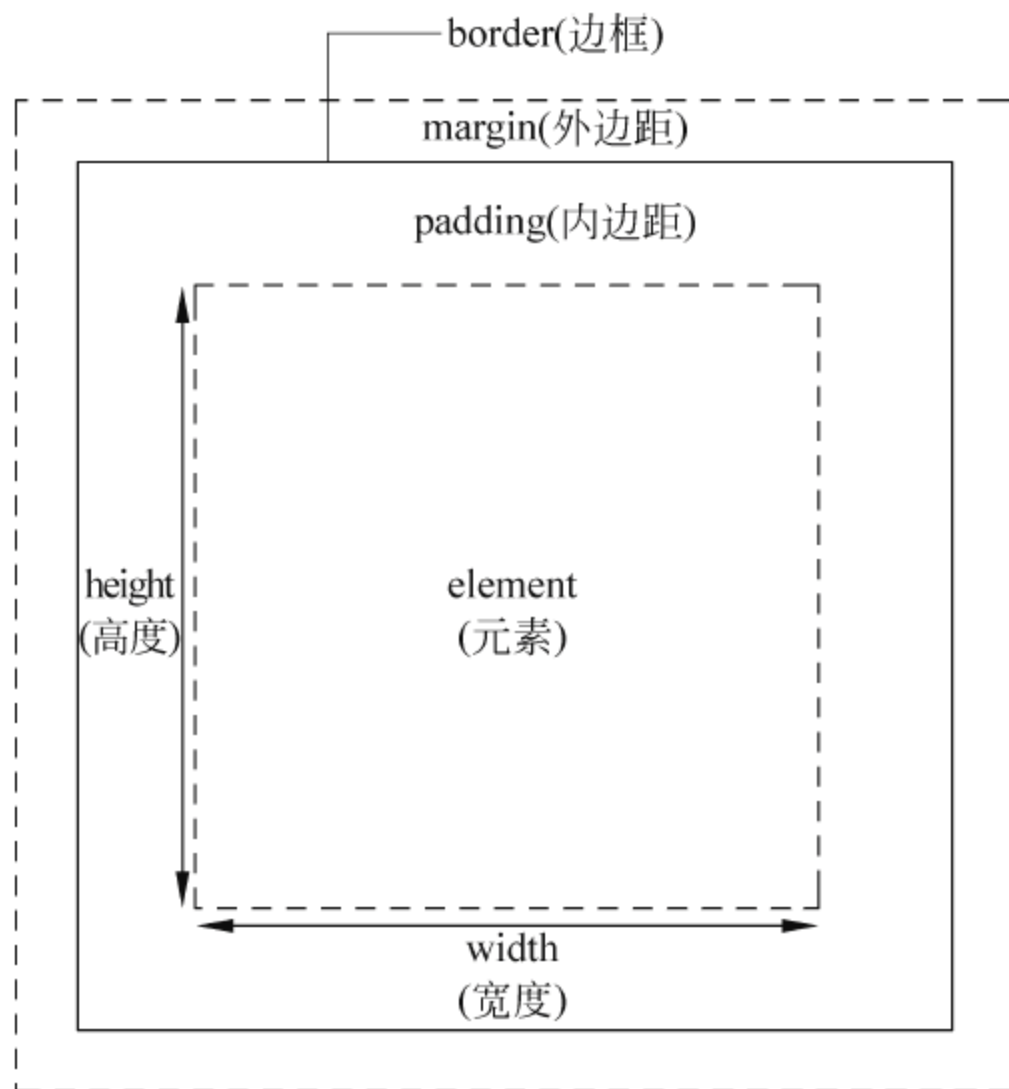 border(边框)
margin(外边距)
padding(内边距)
height
(高度)
element
(元素)
width
(宽度)